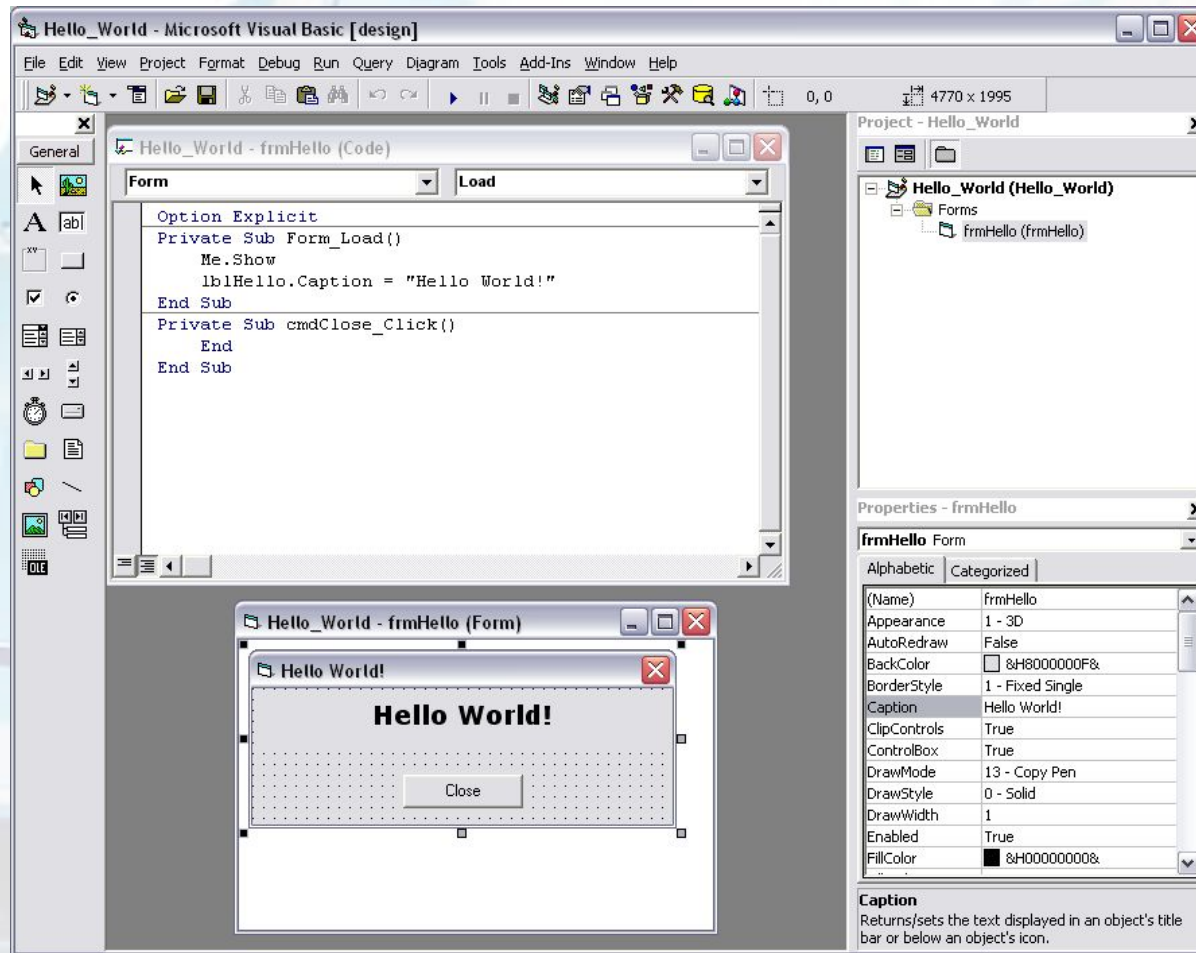 Hello_World - Microsoft Visual Basic [design]
File Edit View Project Format Debug Run Query Diagram Tools Add-Ins Window Help
0, 0
4770 x 1995
General
A
ab|
xy
OLE
Hello_World - frmHello (Code)
Form
Load
Option Explicit
Private Sub Form_Load()
Me.Show
lblHello.Caption = "Hello World!"
End Sub
Private Sub cmdClose_Click()
End
End Sub
Hello_World - frmHello (Form)
Hello World!
Hello World!
Close
Project - Hello_World
Hello_World (Hello_World)
Forms
frmHello (frmHello)
Properties - frmHello
frmHello Form
Alphabetic Categorized
(Name) frmHello
Appearance 1 - 3D
AutoRedraw False
BackColor &H8000000F&
BorderStyle 1 - Fixed Single
Caption Hello World!
ClipControls True
ControlBox True
DrawMode 13 - Copy Pen
DrawStyle 0 - Solid
DrawWidth 1
Enabled True
FillColor &H00000000&
Caption
Returns/sets the text displayed in an object's title
bar or below an object's icon.